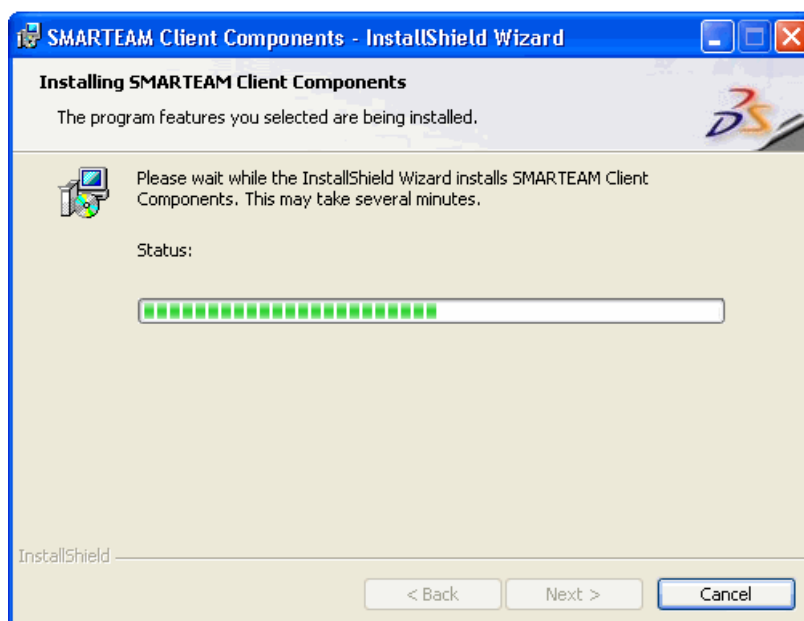 SMARTEAM Client Components - InstallShield Wizard
Installing SMARTEAM Client Components
The program features you selected are being installed.
Please wait while the InstallShield Wizard installs SMARTEAM Client
Components. This may take several minutes.
Status:
InstallShield
< Back
Next >
Cancel